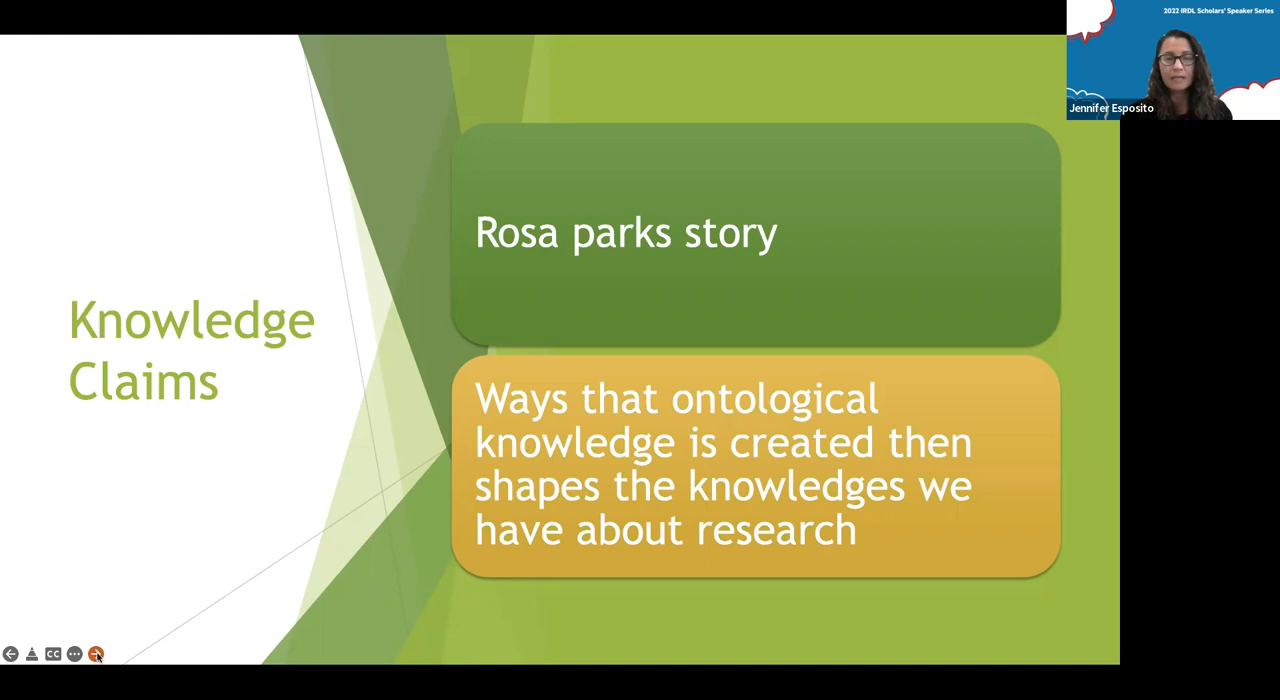 2022 IRDL Scholars' Speaker Series
Jennifer Esposito
Knowledge
Claims
Rosa parks story
Ways that ontological
knowledge is created then
shapes the knowledges we
have about research
CC